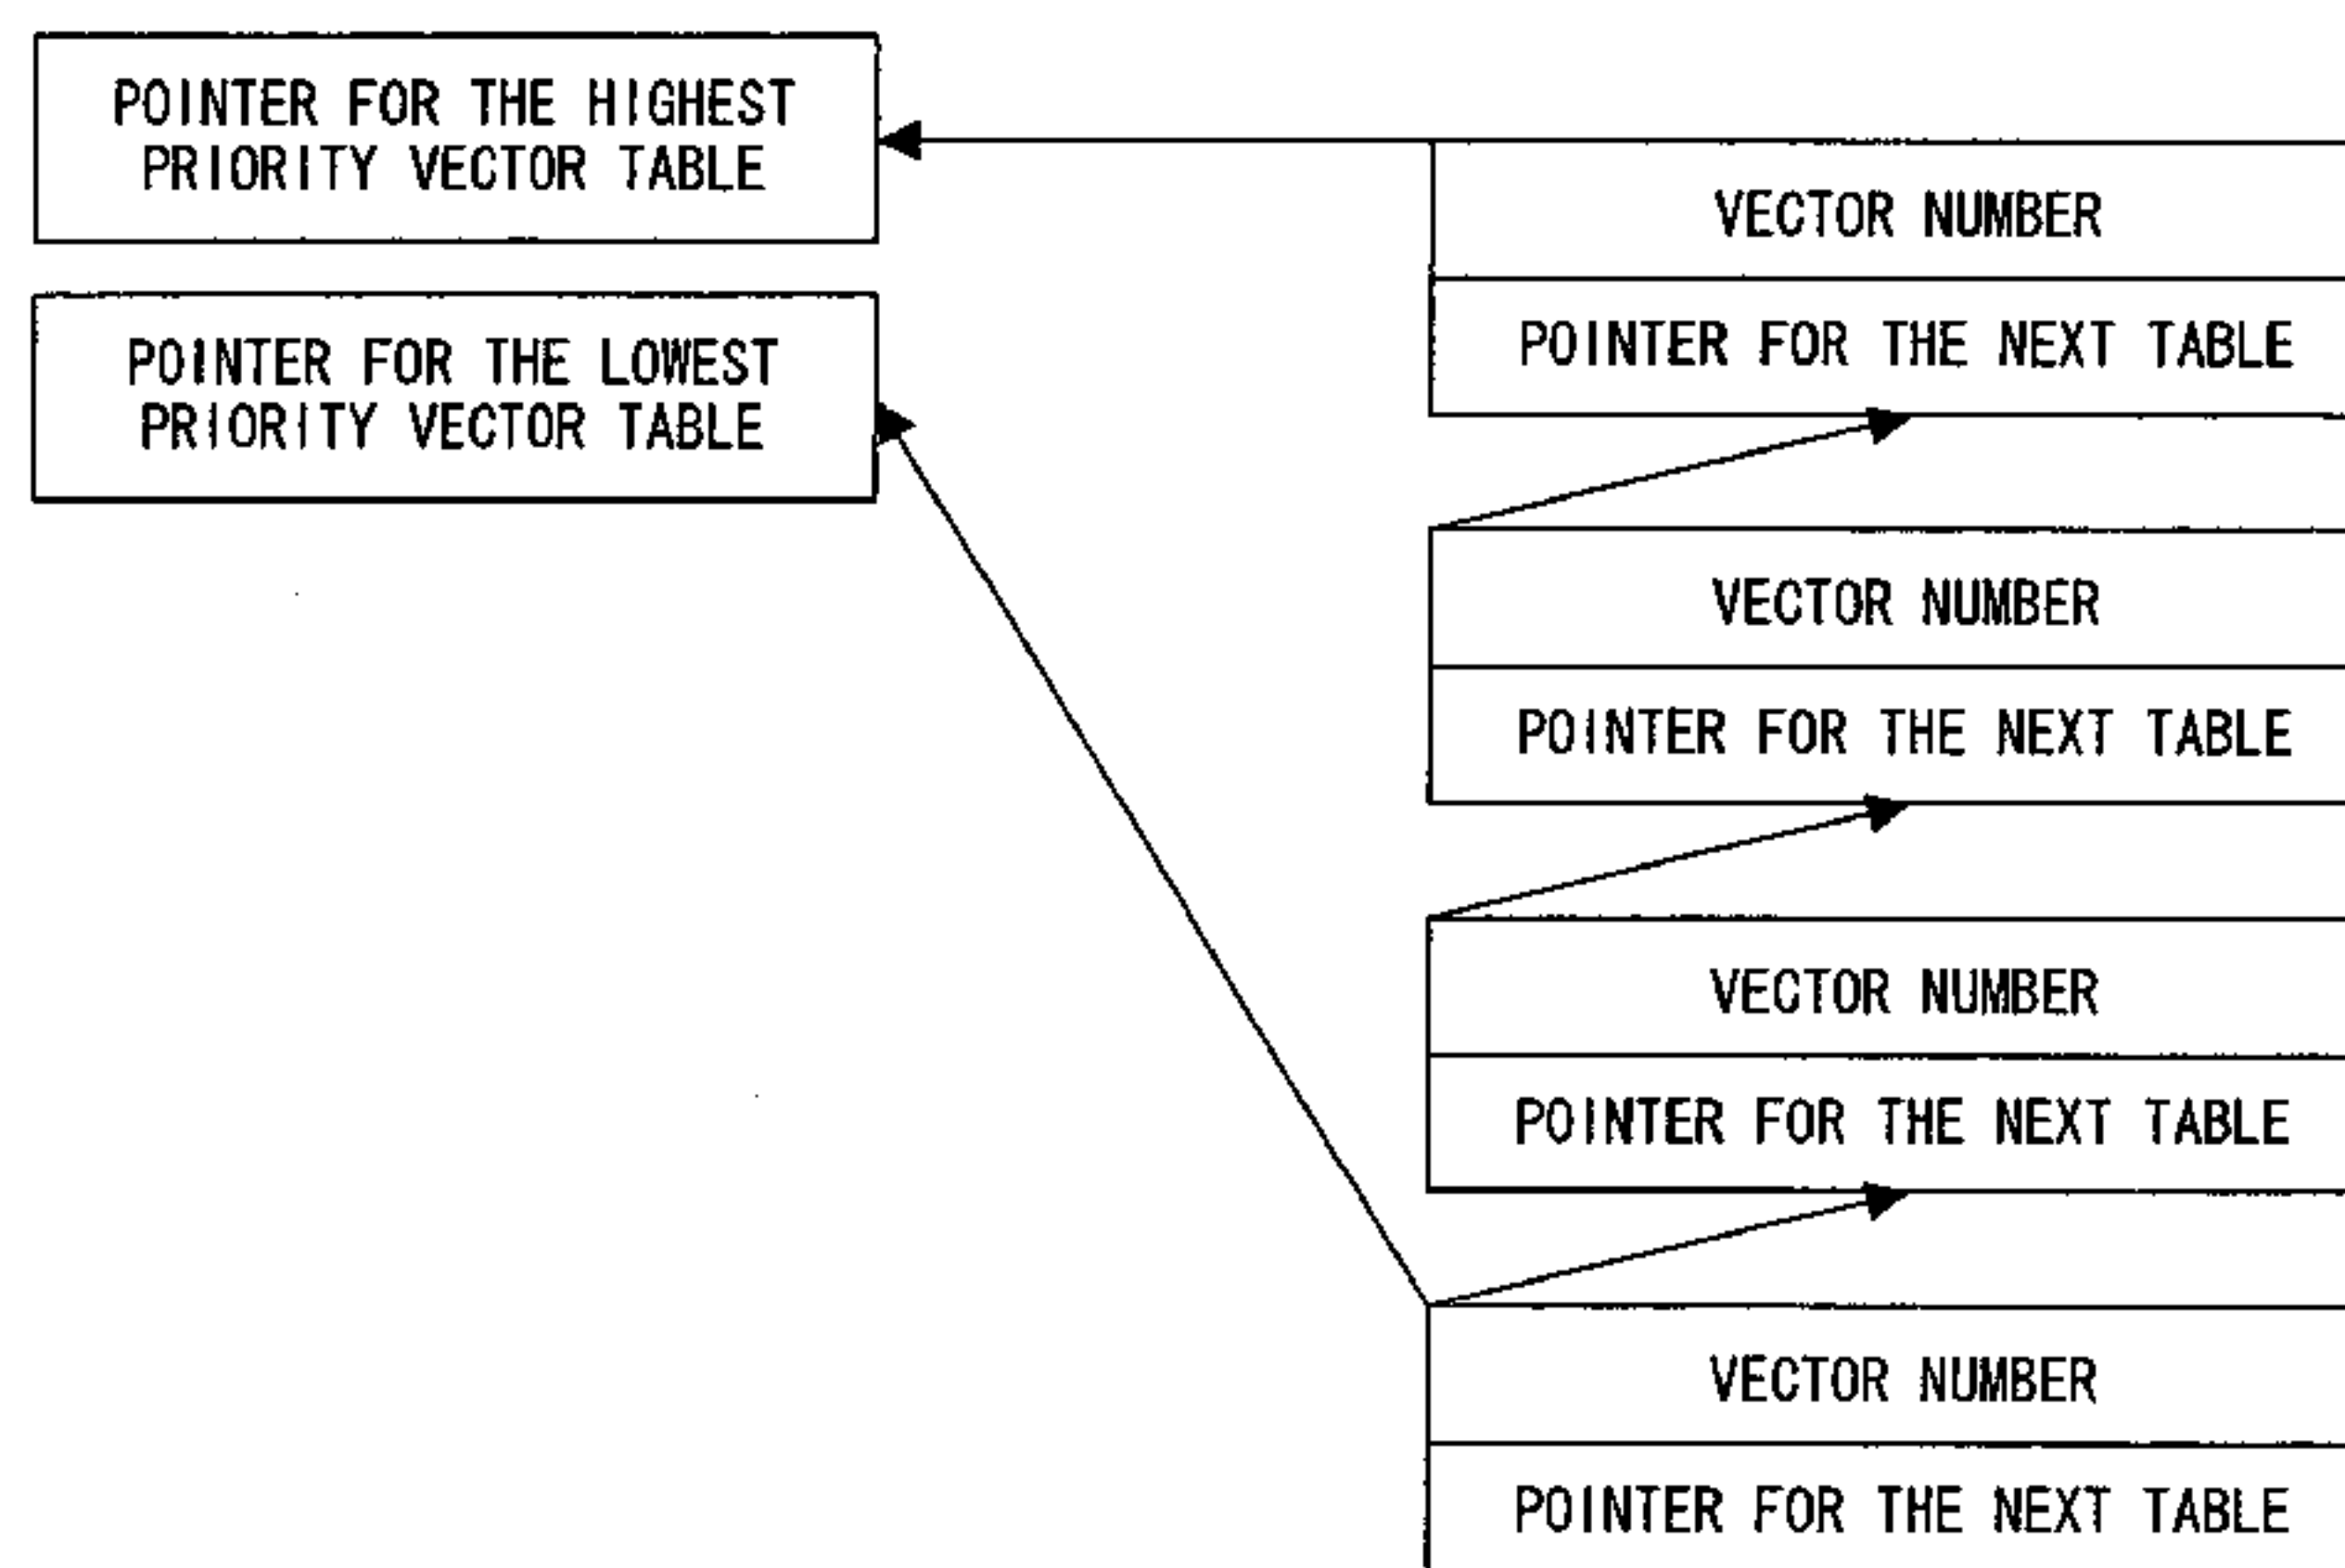 POINTER FOR THE HIGHEST
PRIORITY VECTOR TABLE
POINTER FOR THE LOWEST
PRIORITY VECTOR TABLE
VECTOR NUMBER
POINTER FOR THE NEXT TABLE
VECTOR NUMBER
POINTER FOR THE NEXT TABLE
VECTOR NUMBER
POINTER FOR THE NEXT TABLE
VECTOR NUMBER
POINTER FOR THE NEXT TABLE